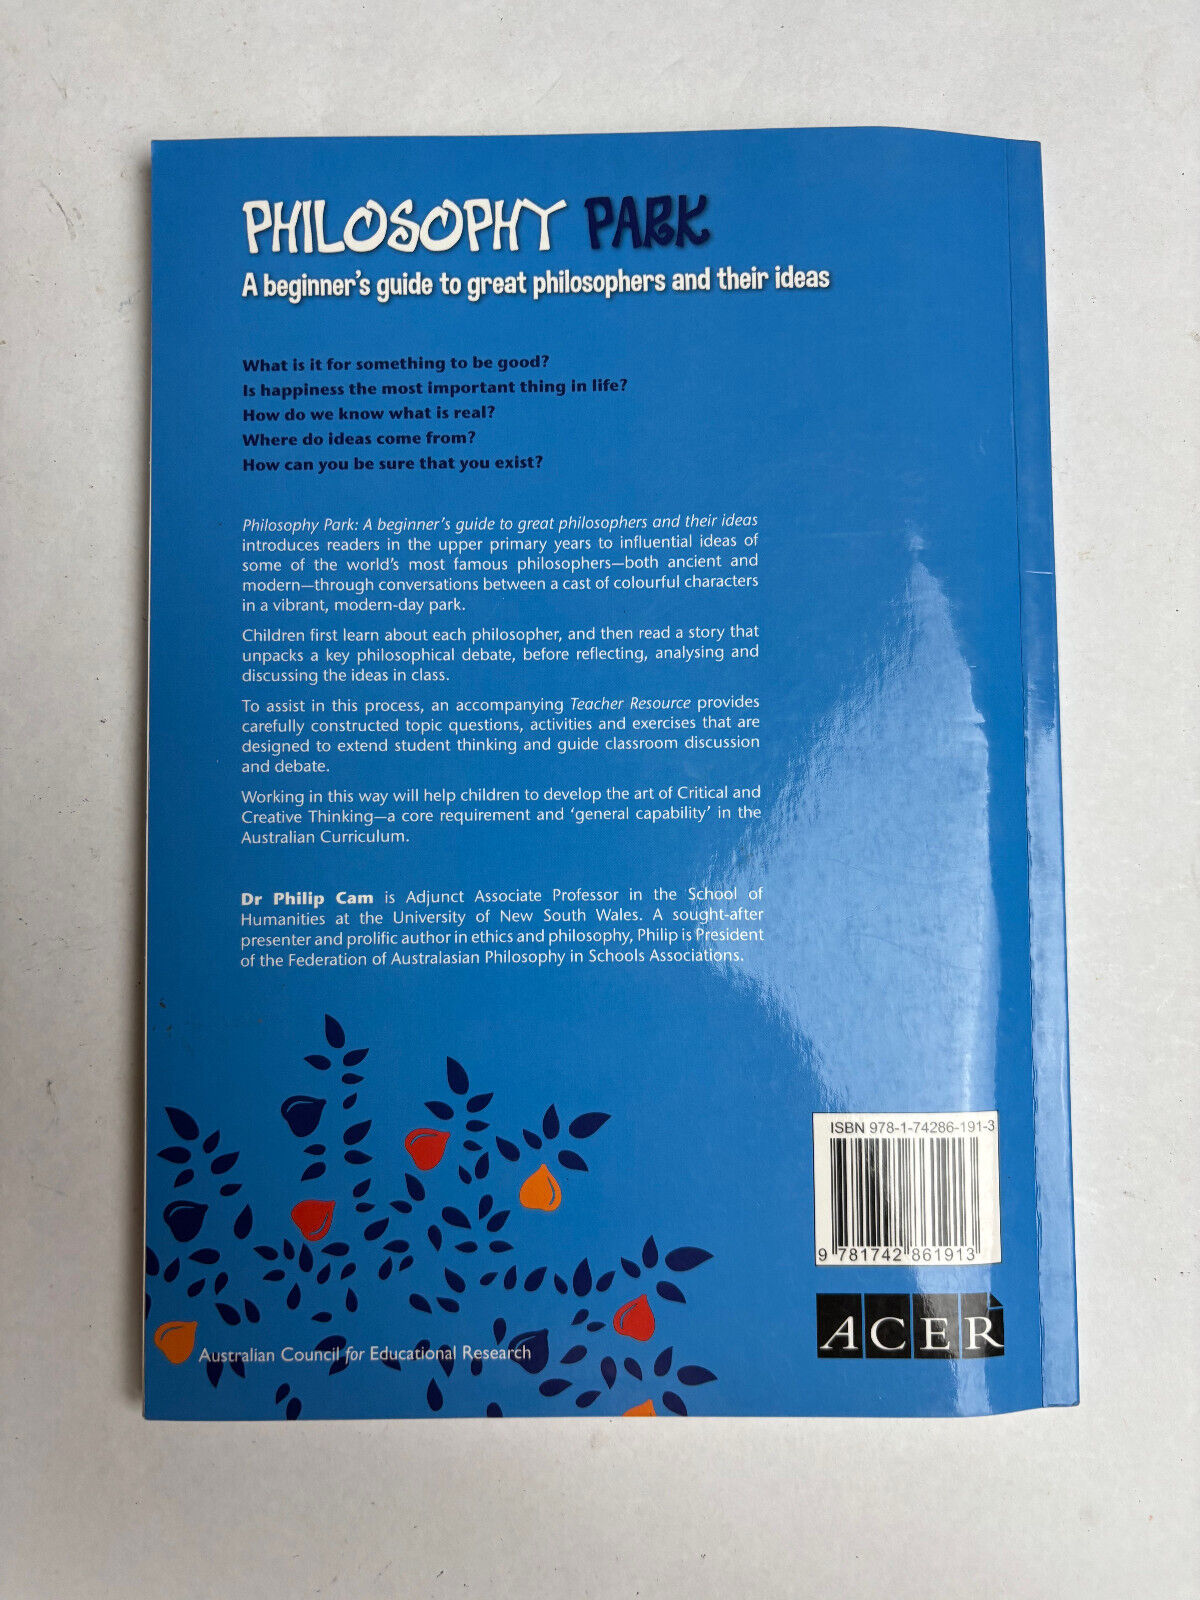 PHILOSOPHY PARK
A beginner's guide to great philosophers and their ideas
What is it for something to be good?
Is happiness the most important thing in life?
How do we know what is real?
Where do ideas come from?
How can you be sure that you exist?
Philosophy Park: A beginner's guide to great philosophers and their ideas
introduces readers in the upper primary years to influential ideas of
some of the world's most famous philosophers—both ancient and
modern—through conversations between a cast of colourful characters
in a vibrant, modern-day park.
Children first learn about each philosopher, and then read a story that
unpacks a key philosophical debate, before reflecting, analysing and
discussing the ideas in class.
To assist in this process, an accompanying Teacher Resource provides
carefully constructed topic questions, activities and exercises that are
designed to extend student thinking and guide classroom discussion
and debate.
Working in this way will help children to develop the art of Critical and
Creative Thinking—a core requirement and 'general capability' in the
Australian Curriculum.
Dr Philip Cam is Adjunct Associate Professor in the School of
Humanities at the University of New South Wales. A sought-after
presenter and prolific author in ethics and philosophy, Philip is President
of the Federation of Australasian Philosophy in Schools Associations.
ISBN 978-1-74286-191-3
9 781742 861913
ACER
Australian Council for Educational Research